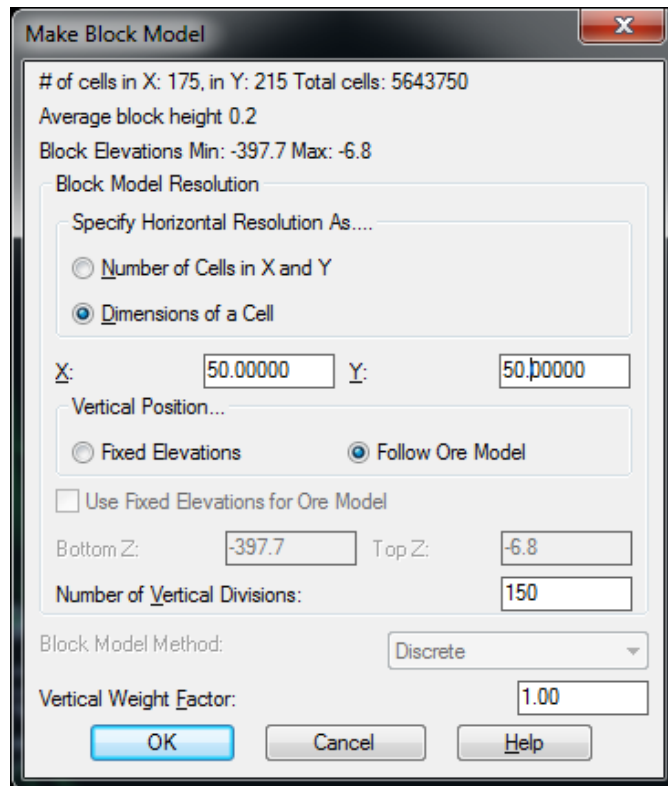 Make Block Model
# of cells in X: 175, in Y: 215 Total cells: 5643750
Average block height 0.2
Block Elevations Min: -397.7 Max: -6.8
Block Model Resolution
Specify Horizontal Resolution As....
Number of Cells in X and Y
Dimensions of a Cell
X: 50.00000 Y: 50.00000
Vertical Position...
Fixed Elevations Follow Ore Model
Use Fixed Elevations for Ore Model
Bottom Z: -397.7 Top Z: -6.8
Number of Vertical Divisions: 150
Block Model Method: Discrete
Vertical Weight Factor: 1.00
OK Cancel Help